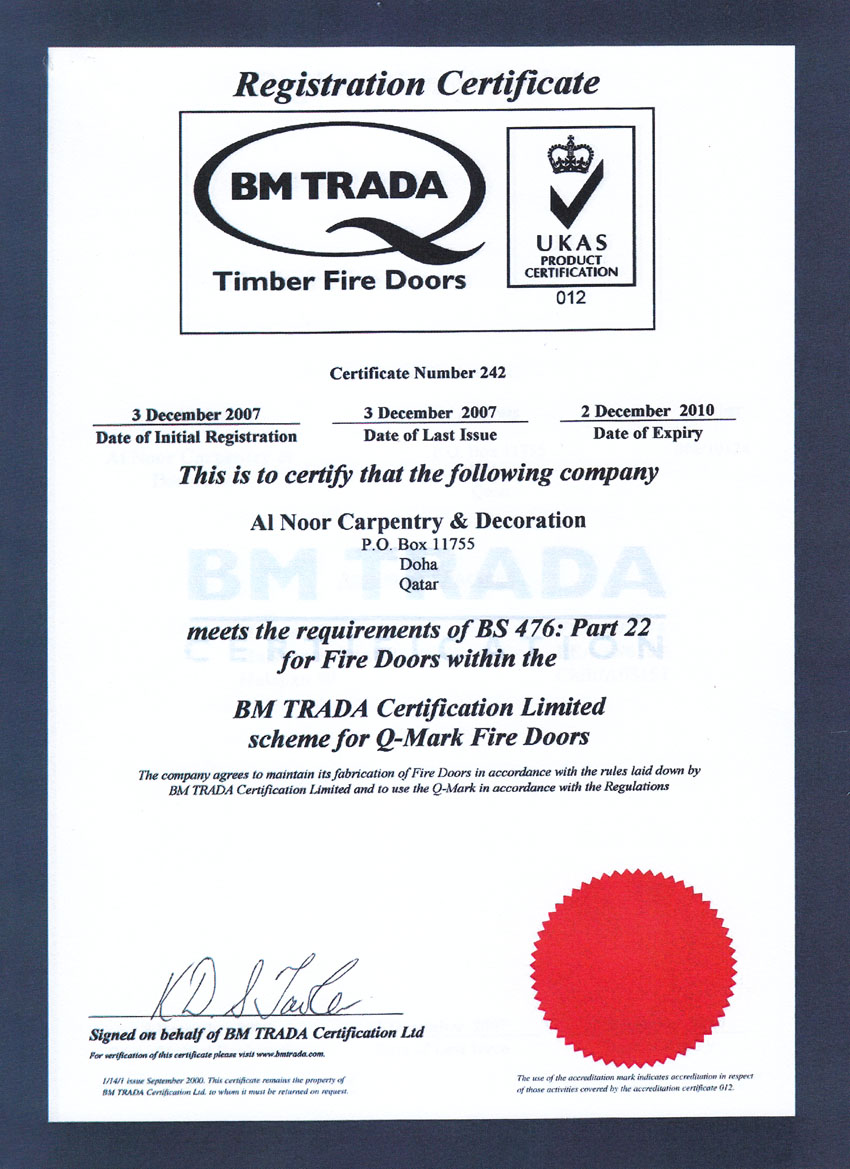 Registration Certificate
BM TRADA
Timber Fire Doors
UKAS
PRODUCT
CERTIFICATION
012
Certificate Number 242
3 December 2007
Date of Initial Registration
3 December 2007
Date of Last Issue
2 December 2010
Date of Expiry
This is to certify that the following company
Al Noor Carpentry & Decoration
P.O. Box 11755
Doha
Qatar
BM TRADA
CERTIFICATION
meets the requirements of BS 476: Part 22
for Fire Doors within the
BM TRADA Certification Limited
scheme for Q-Mark Fire Doors
The company agrees to maintain its fabrication of Fire Doors in accordance with the rules laid down by
BM TRADA Certification Limited and to use the Q-Mark in accordance with the Regulations
Signed on behalf of BM TRADA Certification Ltd
For verification of this certificate please visit www.bmtrada.com.
1/14/1 issue September 2000. This certificate remains the property of
BM TRADA Certification Ltd. to whom it must be returned on request.
The use of the accreditation mark indicates accreditation in respect
of those activities covered by the accreditation certificate 012.